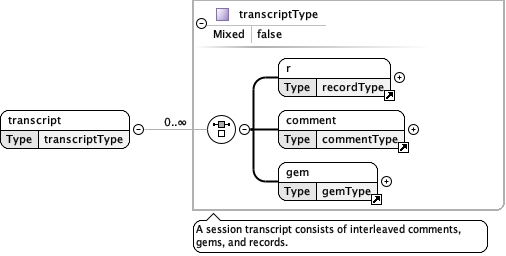 transcriptType
Mixed false
r
Type recordType
transcript
Type transcriptType
0..∞
comment
Type commentType
gem
Type gemType
A session transcript consists of interleaved comments,
gems, and records.